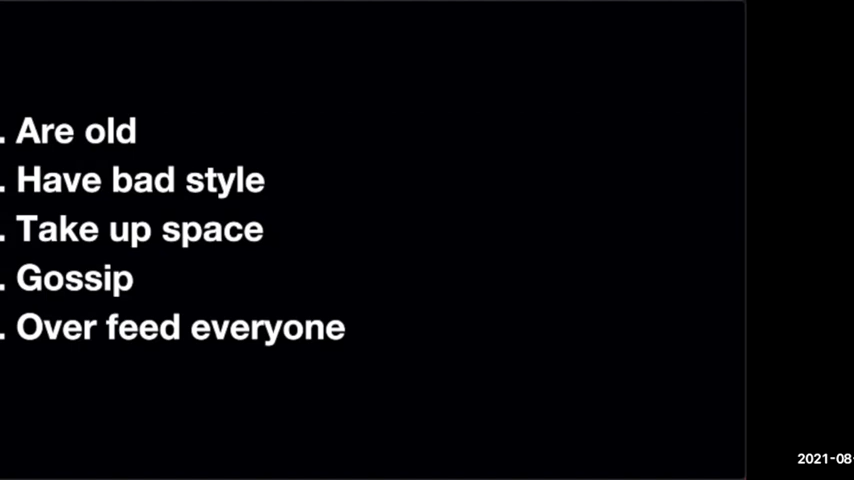 . Are old
. Have bad style
. Take up space
. Gossip
. Over feed everyone
2021-08-